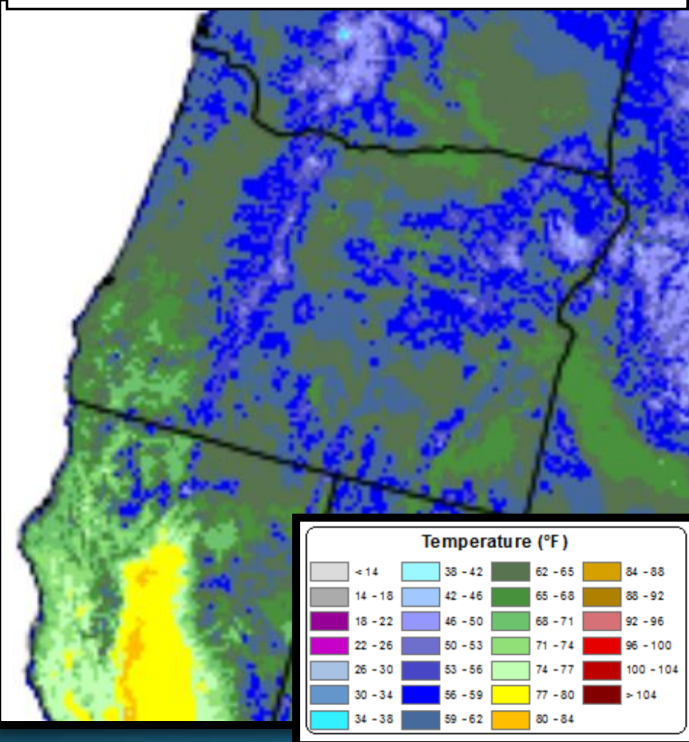 Temperature (°F)
< 14 38 - 42 62 - 65 84 - 88
14 - 18 42 - 46 65 - 68 88 - 92
18 - 22 46 - 50 68 - 71 92 - 96
22 - 26 50 - 53 71 - 74 96 - 100
26 - 30 53 - 56 74 - 77 100 - 104
30 - 34 56 - 59 77 - 80 > 104
34 - 38 59 - 62 80 - 84